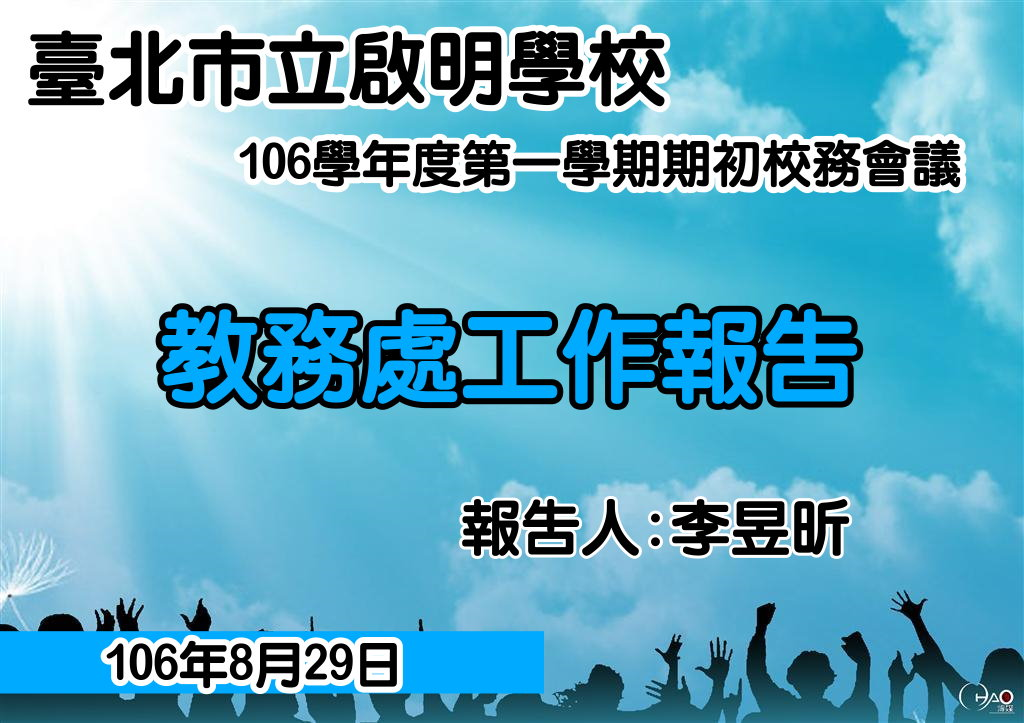 臺北市立啟明學校
106學年度第一學期期初校務會議
教務處工作報告
報告人:李昱昕
106年8月29日
HAO